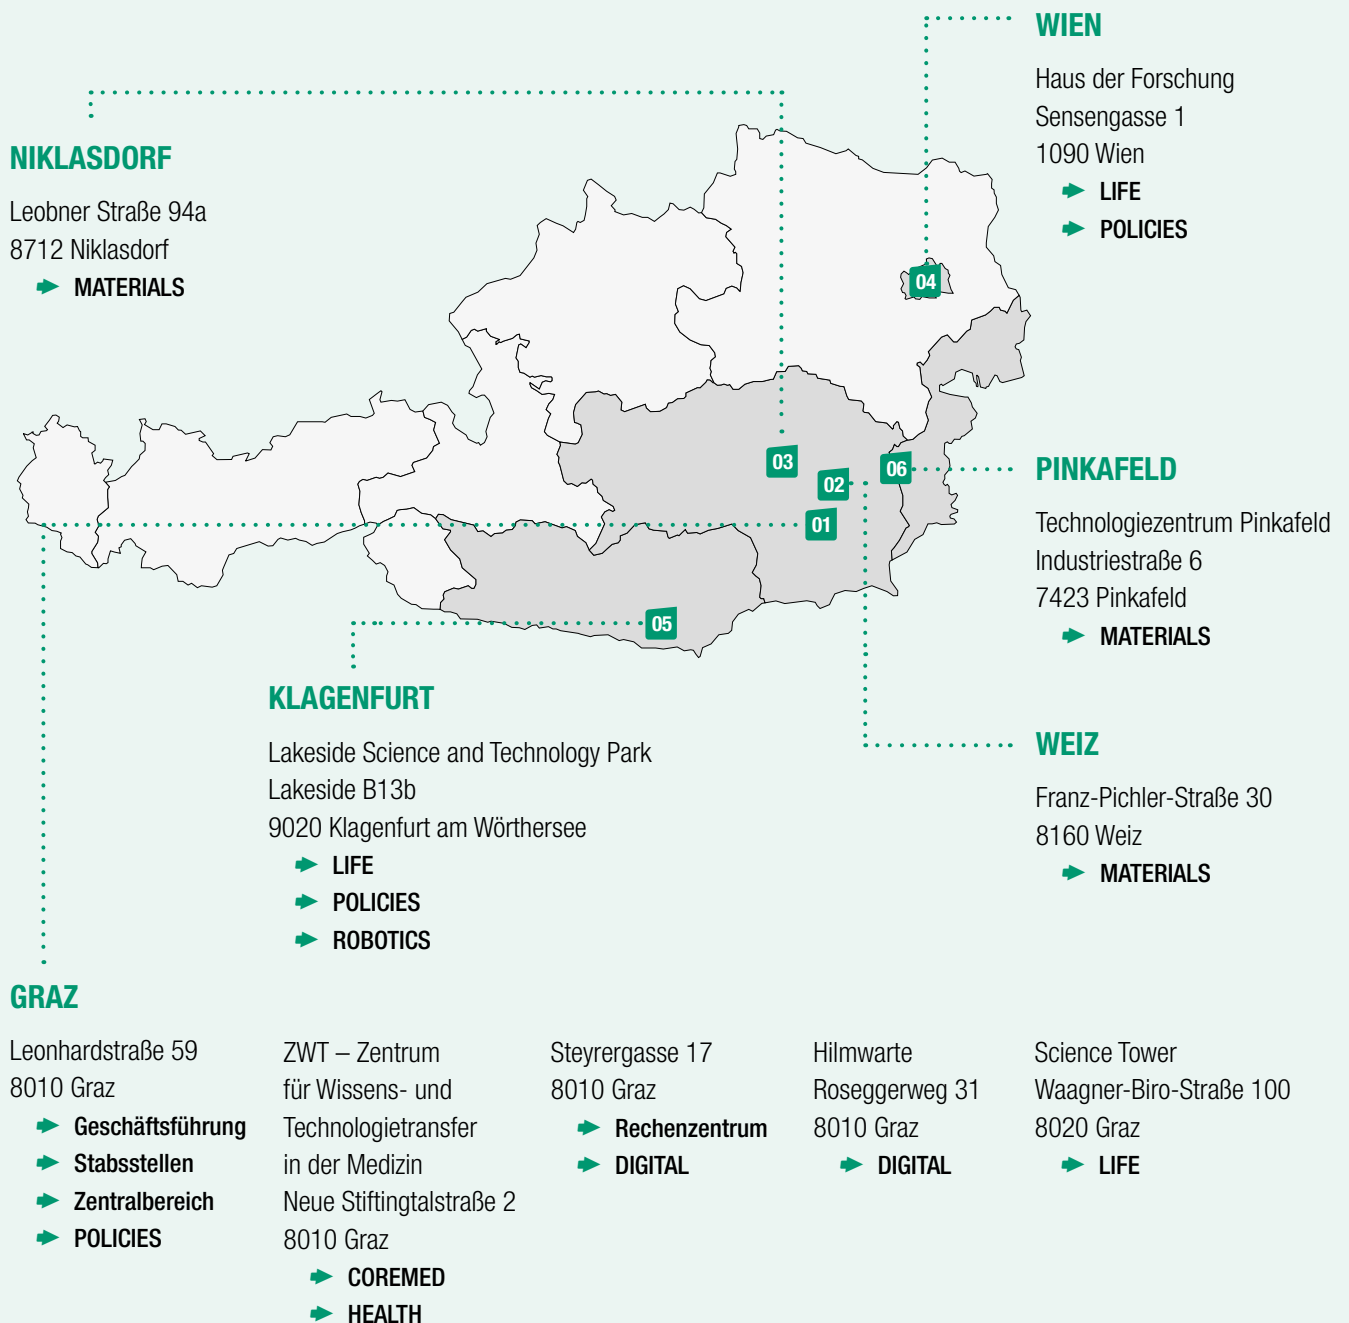 WIEN
Haus der Forschung
Sensengasse 1
1090 Wien
LIFE
POLICIES
NIKLASDORF
Leobner Straße 94a
8712 Niklasdorf
MATERIALS
04
03
02
06
01
05
PINKAFELD
Technologiezentrum Pinkafeld
Industriestraße 6
7423 Pinkafeld
MATERIALS
KLAGENFURT
Lakeside Science and Technology Park
Lakeside B13b
9020 Klagenfurt am Wörthersee
LIFE
POLICIES
ROBOTICS
WEIZ
Franz-Pichler-Straße 30
8160 Weiz
MATERIALS
GRAZ
Leonhardstraße 59
8010 Graz
Geschäftsführung
Stabsstellen
Zentralbereich
POLICIES
ZWT – Zentrum
für Wissens- und
Technologietransfer
in der Medizin
Neue Stiftingtalstraße 2
8010 Graz
COREMED
HEALTH
Steyrergasse 17
8010 Graz
Rechenzentrum
DIGITAL
Hilmwarte
Roseggerweg 31
8010 Graz
DIGITAL
Science Tower
Waagner-Biro-Straße 100
8020 Graz
LIFE